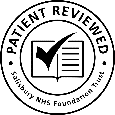 PATIENT REVIEWED
Salisbury NHS Foundation Trust